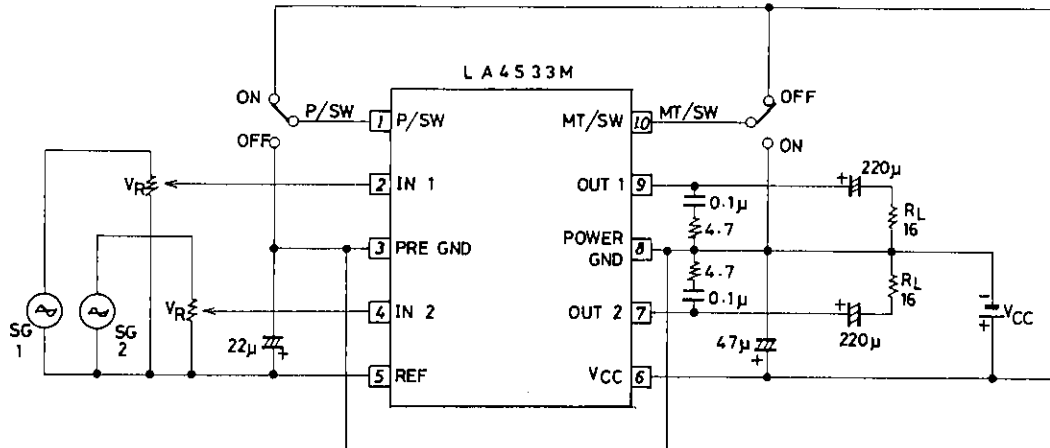 LA4533M
ON
P/SW
OFF
1 P/SW
MT/SW 10
MT/SW
OFF
ON
VR
2 IN 1
OUT 1 9
220μ
+
0.1μ
4.7
RL
16
3 PRE GND
POWER
GND 8
4.7
0.1μ
RL
16
SG
1
SG
2
VR
4 IN 2
OUT 2 7
+
220μ
−
+
VCC
22μ
+
47μ
+
5 REF
VCC 6